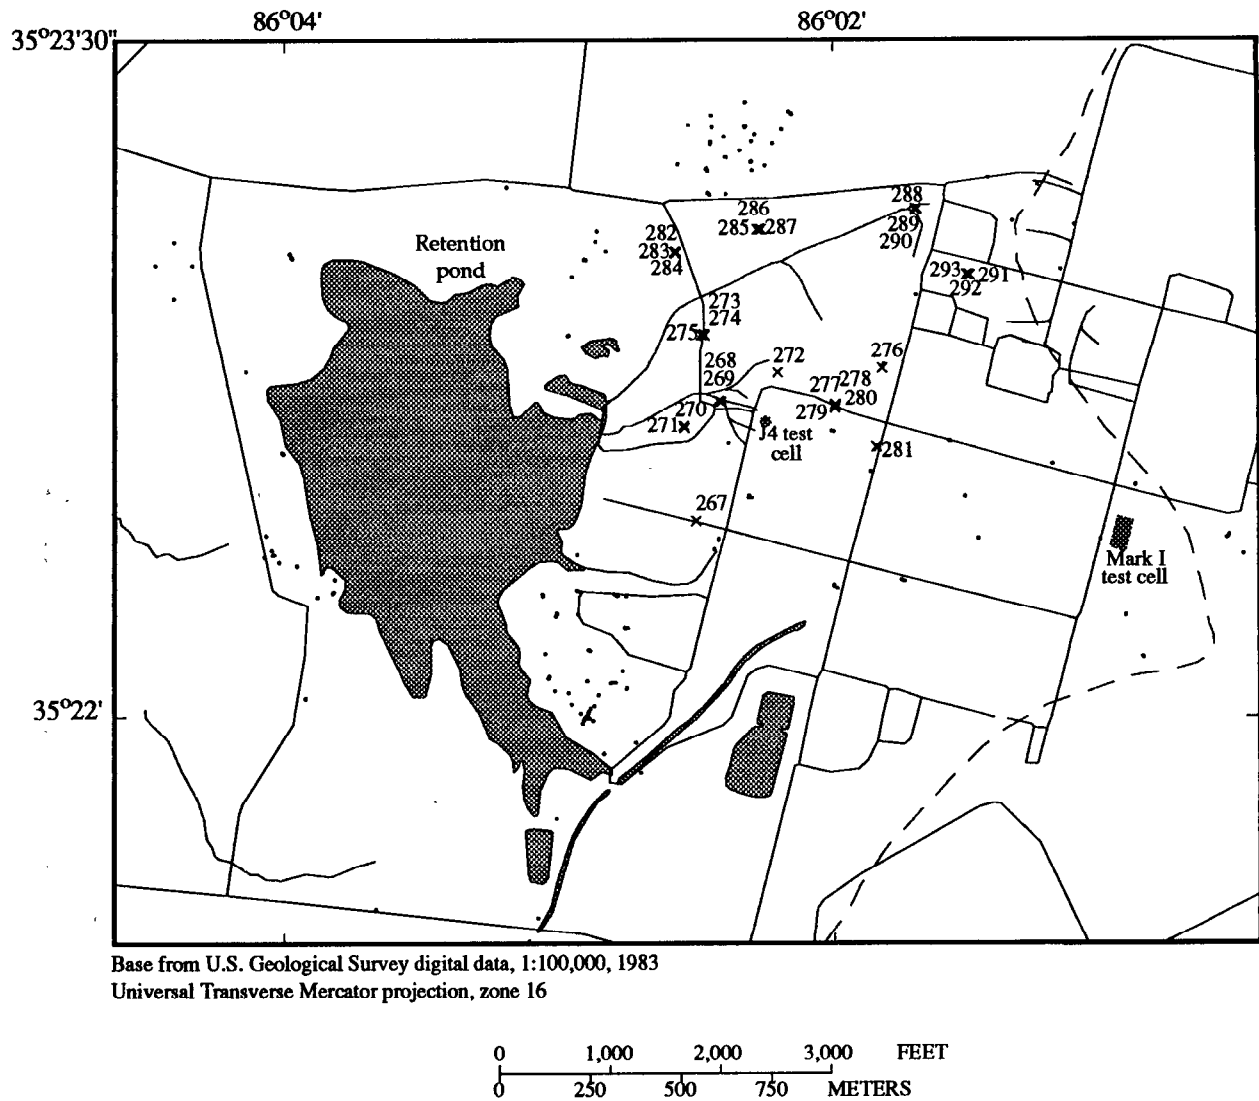 86°04' 86°02'
35°23'30"
288
286
285 287
289
282
290
283
Retention
pond
284
293 291
292
273
274
275
268
272
276
269
277 278
280
270
279
271
J4 test
cell
281
267
Mark I
test cell
35°22'
Base from U.S. Geological Survey digital data, 1:100,000, 1983
Universal Transverse Mercator projection, zone 16
0 1,000 2,000 3,000 FEET
0 250 500 750 METERS